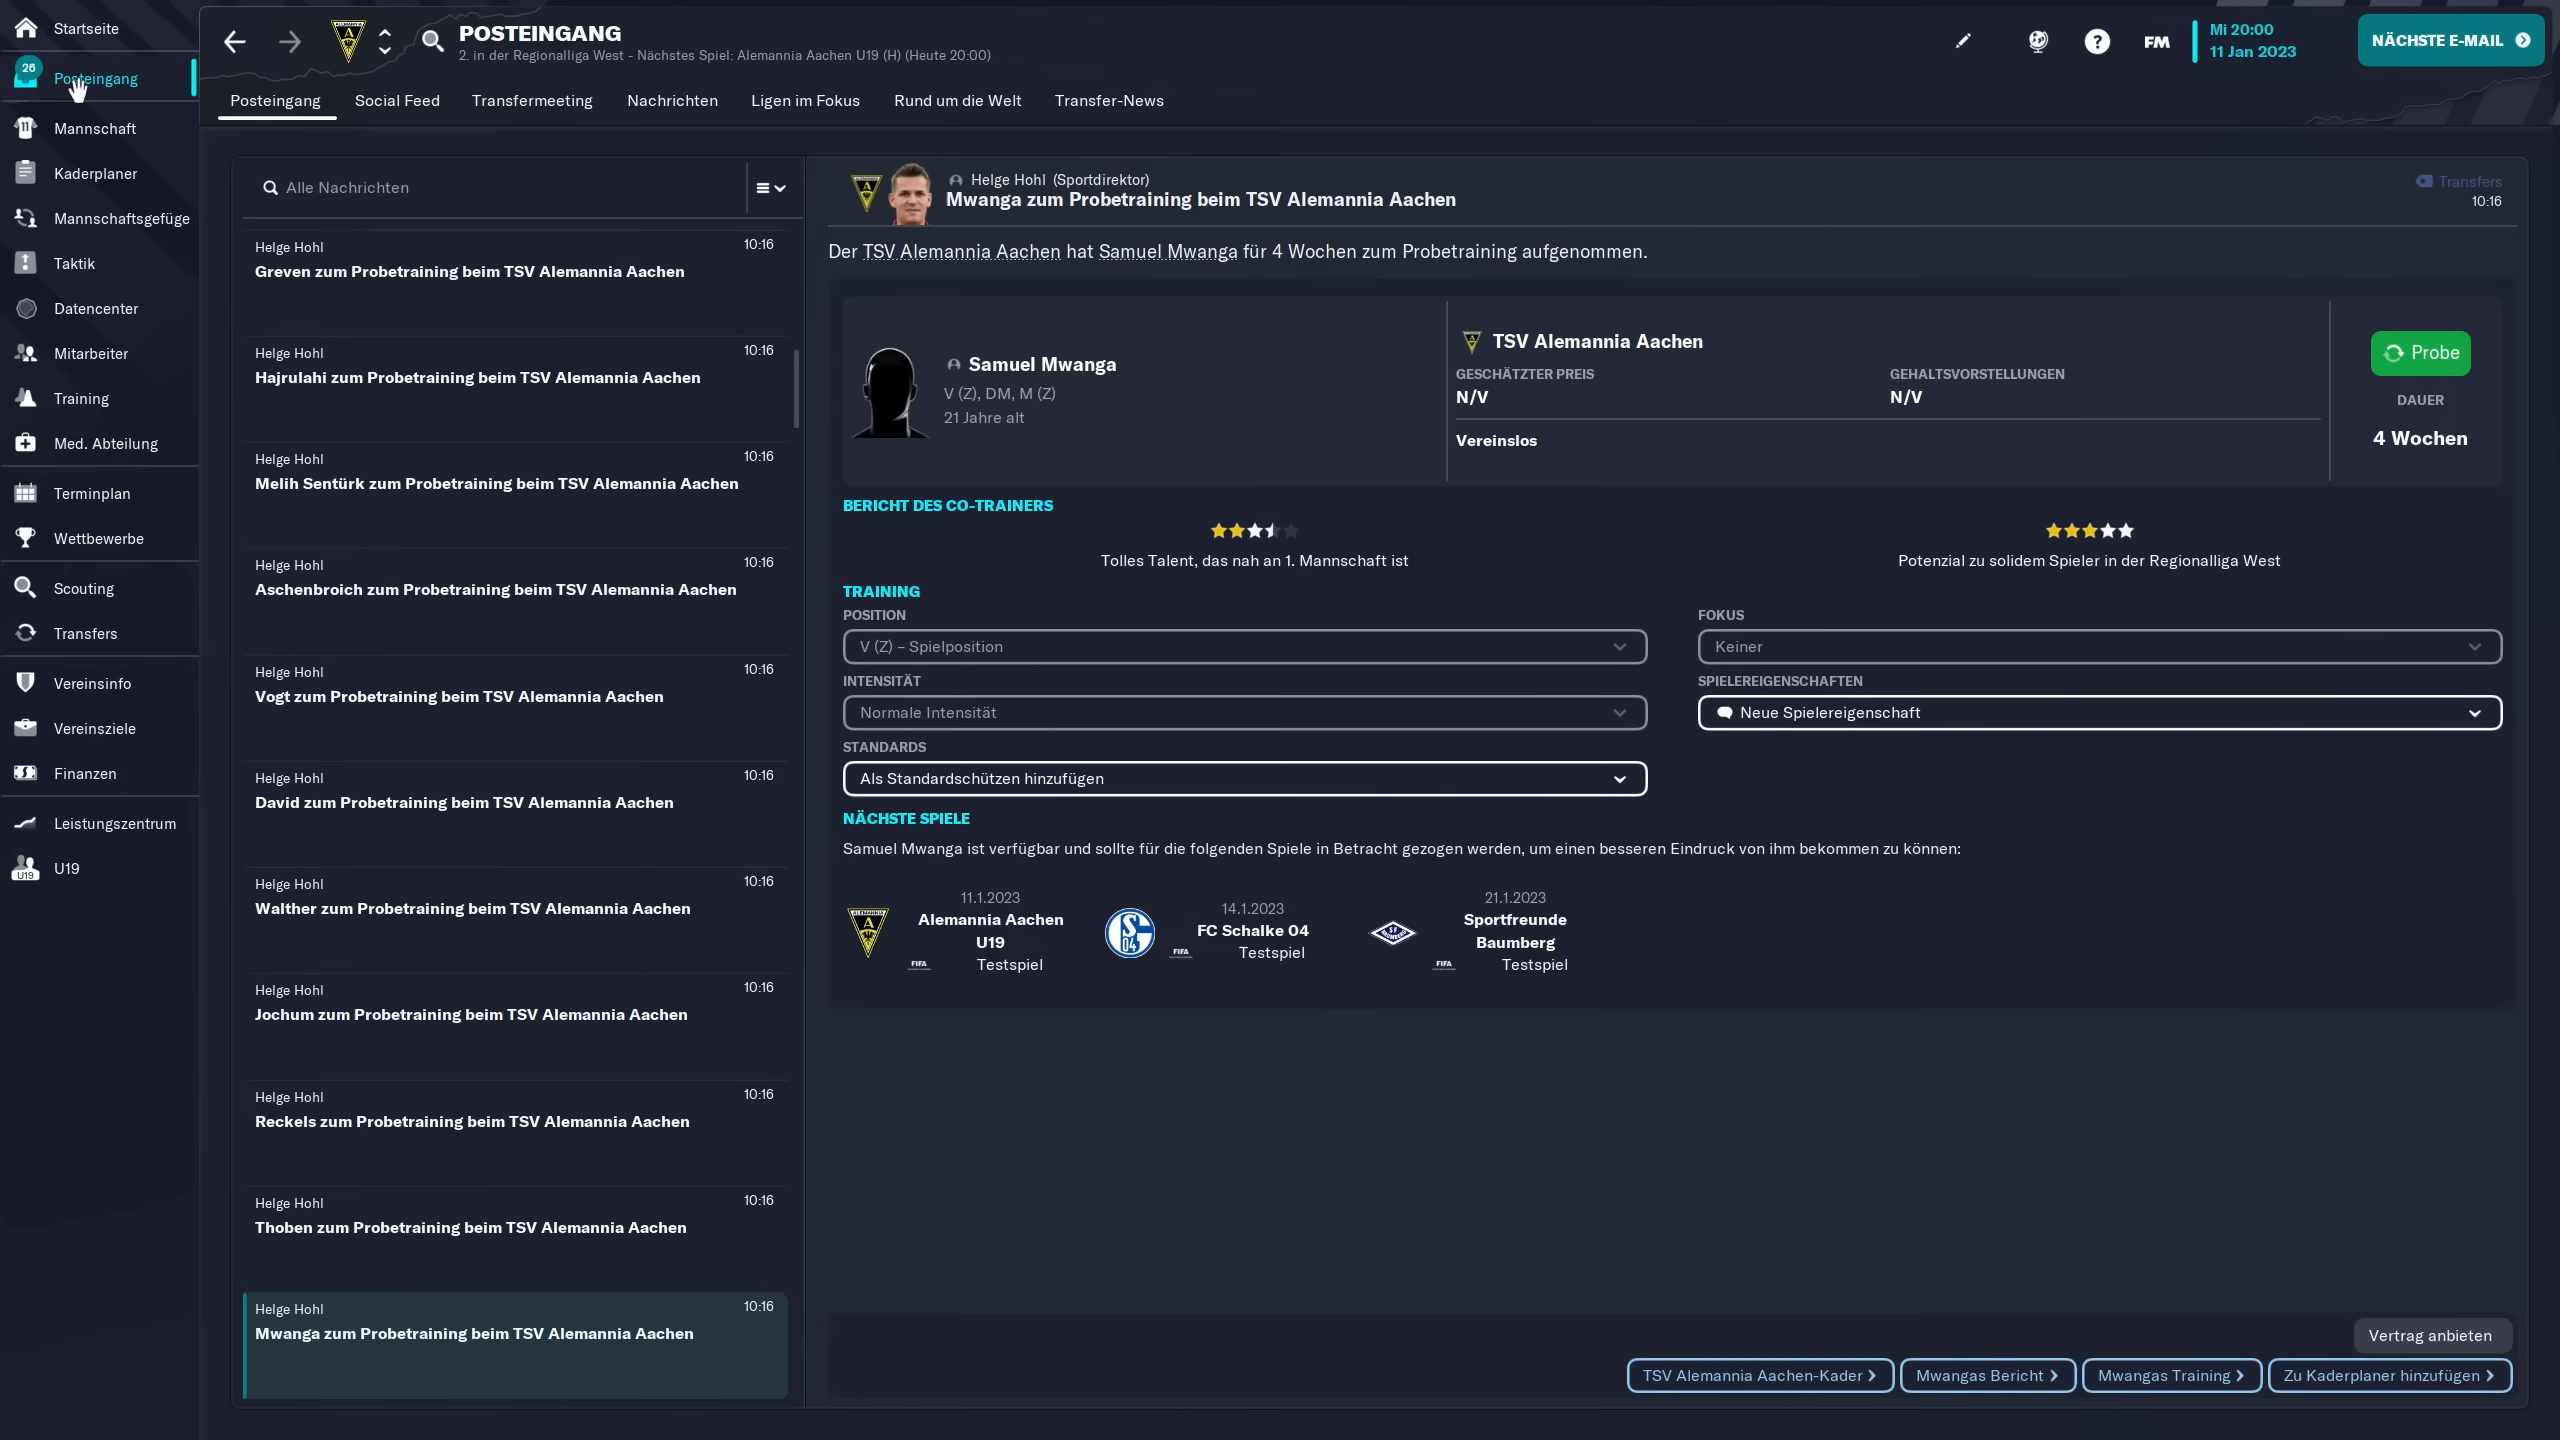 Startseite
26
Posteingang
Mannschaft
Kaderplaner
Mannschaftsgefüge
Taktik
Datencenter
Mitarbeiter
Training
Med. Abteilung
Terminplan
Wettbewerbe
Scouting
Transfers
Vereinsinfo
Vereinsziele
Finanzen
Leistungszentrum
U19
U19
POSTEINGANG
2. in der Regionalliga West - Nächstes Spiel: Alemannia Aachen U19 (H) (Heute 20:00)
FM
Mi 20:00
11 Jan 2023
NÄCHSTE E-MAIL
Posteingang Social Feed Transfermeeting Nachrichten Ligen im Fokus Rund um die Welt Transfer-News
Alle Nachrichten
Helge Hohl 10:16
Greven zum Probetraining beim TSV Alemannia Aachen
Helge Hohl 10:16
Hajrulahi zum Probetraining beim TSV Alemannia Aachen
Helge Hohl 10:16
Melih Sentürk zum Probetraining beim TSV Alemannia Aachen
Helge Hohl 10:16
Aschenbroich zum Probetraining beim TSV Alemannia Aachen
Helge Hohl 10:16
Vogt zum Probetraining beim TSV Alemannia Aachen
Helge Hohl 10:16
David zum Probetraining beim TSV Alemannia Aachen
Helge Hohl 10:16
Walther zum Probetraining beim TSV Alemannia Aachen
Helge Hohl 10:16
Jochum zum Probetraining beim TSV Alemannia Aachen
Helge Hohl 10:16
Reckels zum Probetraining beim TSV Alemannia Aachen
Helge Hohl 10:16
Thoben zum Probetraining beim TSV Alemannia Aachen
Helge Hohl 10:16
Mwanga zum Probetraining beim TSV Alemannia Aachen
Helge Hohl (Sportdirektor)
Mwanga zum Probetraining beim TSV Alemannia Aachen
Transfers
10:16
Der TSV Alemannia Aachen hat Samuel Mwanga für 4 Wochen zum Probetraining aufgenommen.
Samuel Mwanga
V (Z), DM, M (Z)
21 Jahre alt
TSV Alemannia Aachen
GESCHÄTZTER PREIS GEHALTSVORSTELLUNGEN
N/V N/V
Vereinslos
Probe
DAUER
4 Wochen
BERICHT DES CO-TRAINERS
Tolles Talent, das nah an 1. Mannschaft ist
Potenzial zu solidem Spieler in der Regionalliga West
TRAINING
POSITION FOKUS
V (Z) – Spielposition Keiner
INTENSITÄT SPIELEREIGENSCHAFTEN
Normale Intensität Neue Spielereigenschaft
STANDARDS
Als Standardschützen hinzufügen
NÄCHSTE SPIELE
Samuel Mwanga ist verfügbar und sollte für die folgenden Spiele in Betracht gezogen werden, um einen besseren Eindruck von ihm bekommen zu können:
11.1.2023
Alemannia Aachen
U19
FIFA Testspiel
14.1.2023
FC Schalke 04
FIFA Testspiel
21.1.2023
Sportfreunde
Baumberg
FIFA Testspiel
Vertrag anbieten
TSV Alemannia Aachen-Kader
Mwangas Bericht
Mwangas Training
Zu Kaderplaner hinzufügen